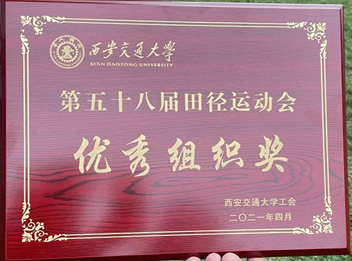 西安交通大学
XI'AN JIAOTONG UNIVERSITY
第五十八届田径运动会
优秀组织奖
西安交通大学工会
二〇二一年四月